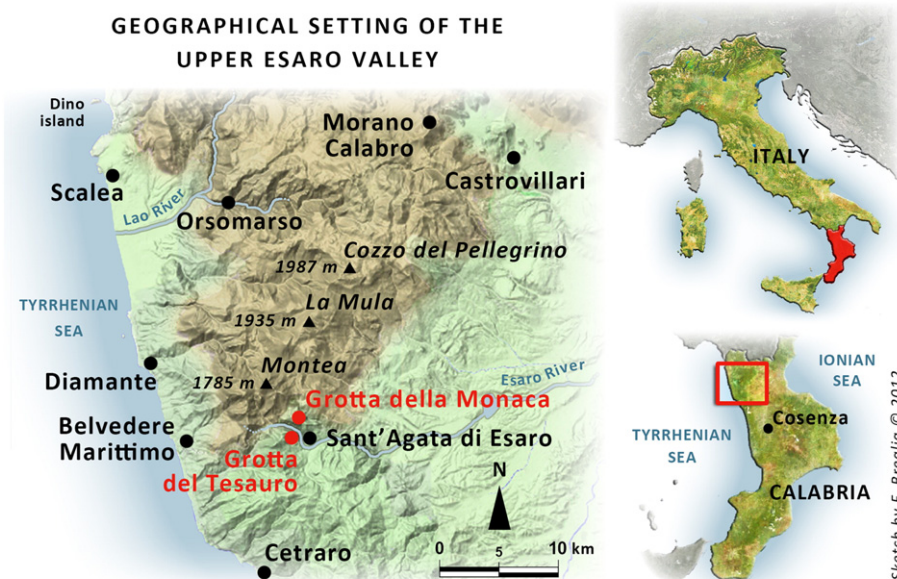 GEOGRAPHICAL SETTING OF THE
UPPER ESARO VALLEY
Dino
island
Morano
Calabro
Castrovillari
Scalea
Lao River
Orsomarso
Cozzo del Pellegrino
1987 m
La Mula
1935 m
TYRRHENIAN
SEA
Montea
1785 m
Diamante
Esaro River
Grotta della Monaca
Belvedere
Marittimo
Sant'Agata di Esaro
Grotta
del Tesauro
N
Cetraro
0 5 10 km
ITALY
IONIAN
SEA
Cosenza
TYRRHENIAN
SEA
CALABRIA
Sketch by F. Breglia © 2012